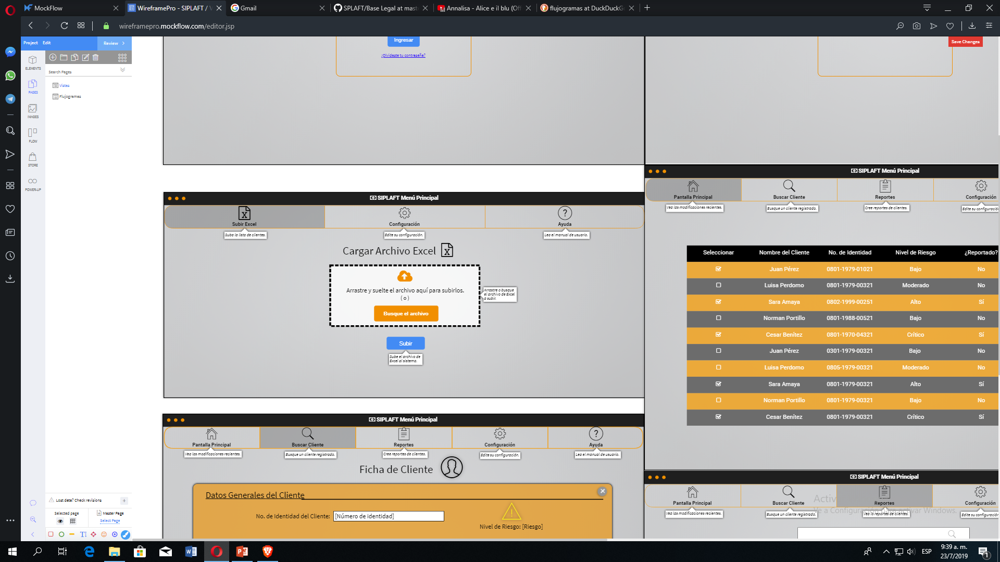 MockFlow
WireframePro - SIPLAFT / V
Gmail
SPLAFT/Base Legal at mast
Annalisa - Alice e il blu (Off
flujogramas at DuckDuckGo
wireframepro.mockflow.com/editor.jsp
Project
Edit
Review
Save Changes
ELEMENTS
PAGES
IMAGES
FLOW
STORE
POWER-UP
Search Pages
Vistas
Flujogramas
Ingresar
¿Olvidaste tu contraseña?
SIPLAFT Menú Principal
Subir Excel
Configuración
Ayuda
Suba la lista de clientes.
Edite su configuración.
Lea el manual de usuario.
Cargar Archivo Excel
Arrastre y suelte el archivo aquí para subirlos.
( o )
Busque el archivo
Arrastre o busque
el archivo de Excel
a subir.
Subir
Sube el archivo de
Excel al sistema.
SIPLAFT Menú Principal
Pantalla Principal
Buscar Cliente
Reportes
Configuración
Vea las modificaciones recientes.
Busque un cliente registrado.
Cree reportes de clientes.
Edite su configuración
Seleccionar Nombre del Cliente No. de Identidad Nivel de Riesgo ¿Reportado?
Juan Pérez 0801-1979-01021 Bajo No
Luisa Perdomo 0801-1979-00321 Moderado No
Sara Amaya 0802-1999-00251 Alto Sí
Norman Portillo 0801-1988-00521 Bajo No
Cesar Benítez 0801-1970-04321 Crítico Sí
Juan Pérez 0301-1979-00321 Bajo No
Luisa Perdomo 0805-1979-00321 Moderado No
Sara Amaya 0801-1979-00321 Alto Sí
Norman Portillo 0801-1979-00321 Bajo No
Cesar Benítez 0801-1979-00321 Crítico Sí
SIPLAFT Menú Principal
Pantalla Principal
Buscar Cliente
Reportes
Configuración
Ayuda
Vea las modificaciones recientes.
Busque un cliente registrado.
Cree reportes de clientes.
Edite su configuración.
Lea el manual de usuario.
Ficha de Cliente
Datos Generales del Cliente
No. de Identidad del Cliente: [Número de identidad]
Nivel de Riesgo: [Riesgo]
SIPLAFT Menú Principal
Pantalla Principal
Buscar Cliente
Reportes
Configuración
Vea las modificaciones recientes.
Busque un cliente registrado.
Vea lo reportes de clientes.
Edite su configuración
Activ
Ve a Configuración para activar Windows.
Lost data? Check revisions
Selected page
Master Page
Select Page
ESP
9:39 a. m.
23/7/2019
1